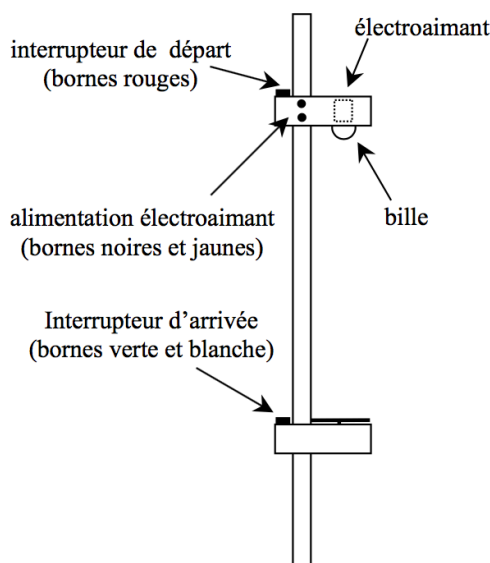 électroaimant
interrupteur de départ
(bornes rouges)
alimentation électroaimant
(bornes noires et jaunes)
bille
Interrupteur d'arrivée
(bornes verte et blanche)